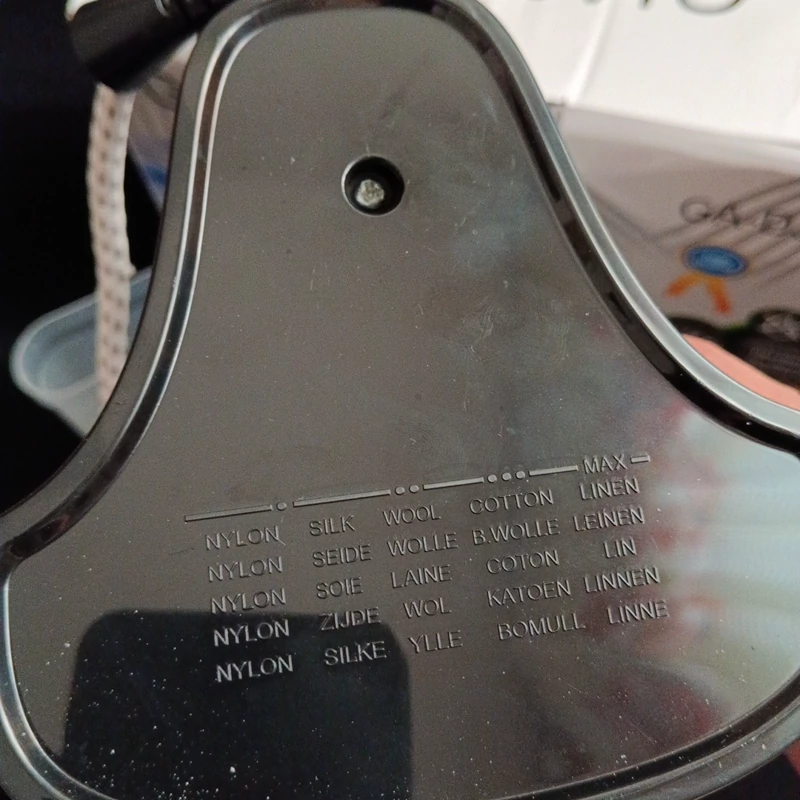 MAX
NYLON SILK WOOL COTTON LINEN
NYLON SEIDE WOLLE B.WOLLE LEINEN
NYLON SOIE LAINE COTON LIN
NYLON ZIJDE WOL KATOEN LINNEN
NYLON SILKE YLLE BOMULL LINNE